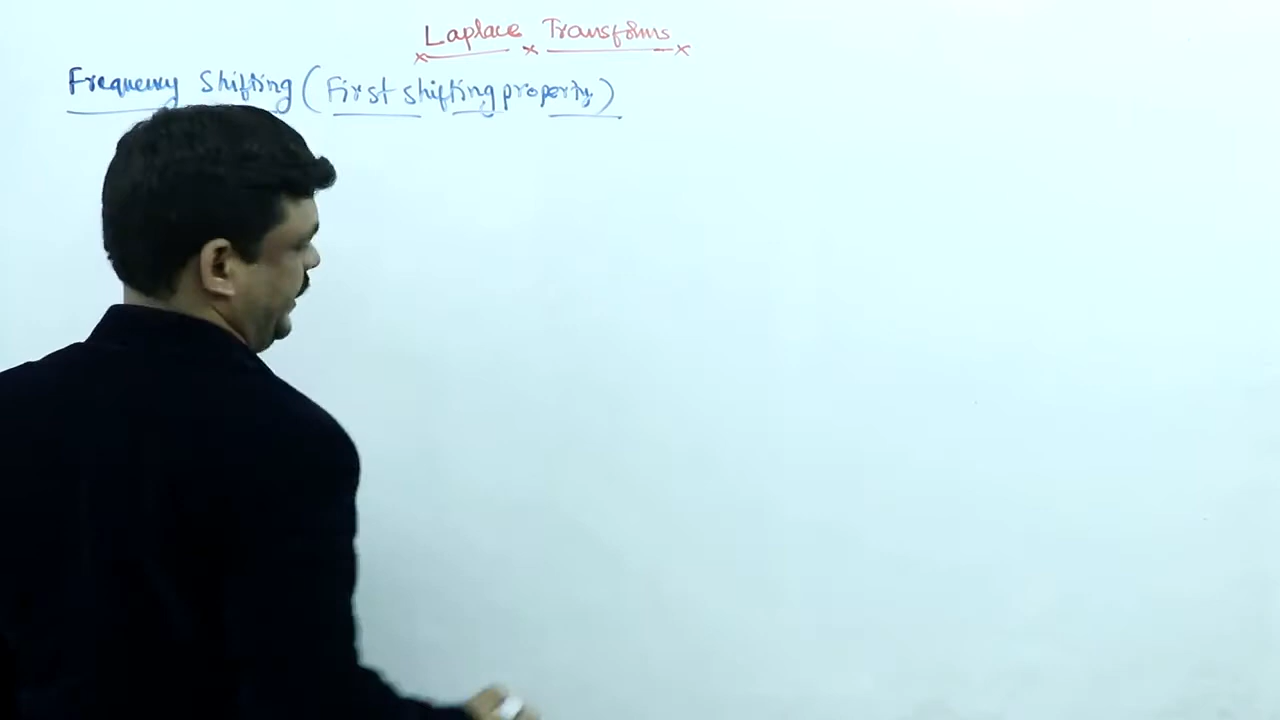 Laplace Transforms
Frequency Shifting (First shifting property)